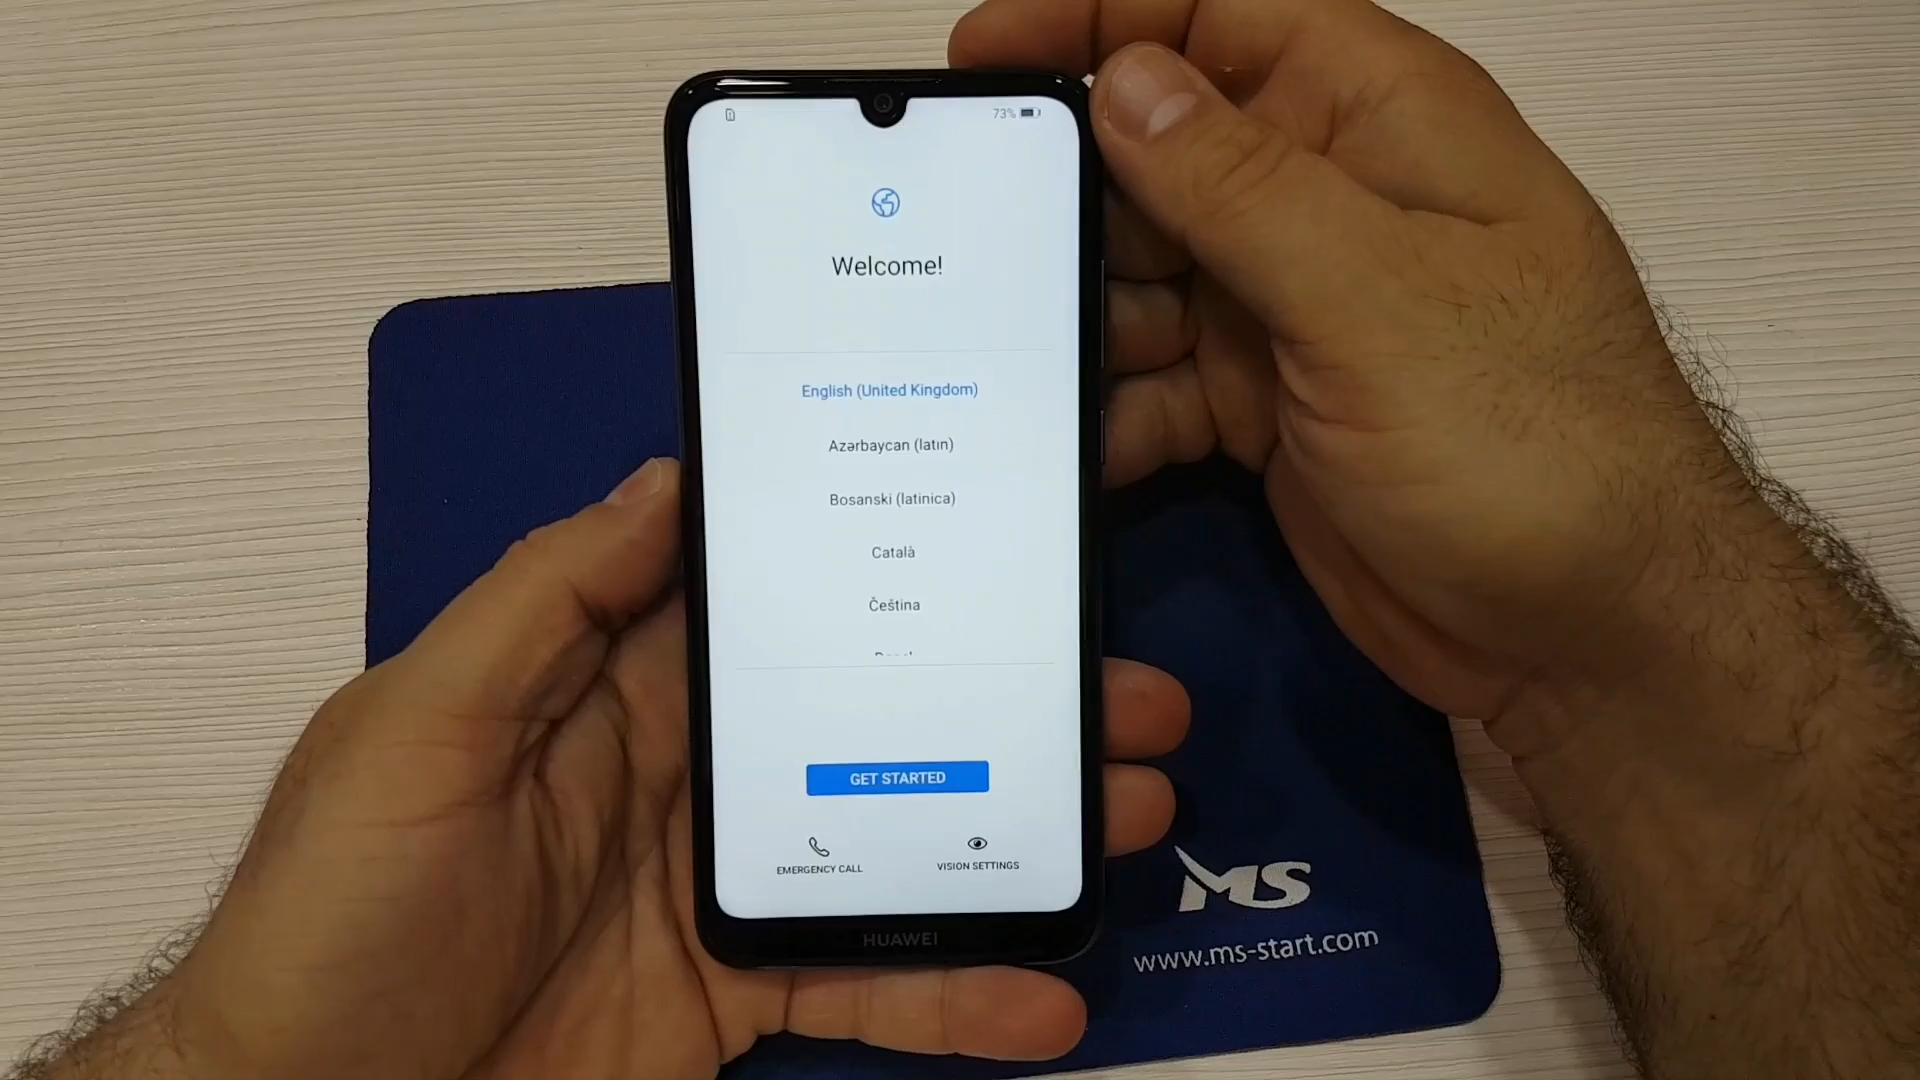 73%
Welcome!
English (United Kingdom)
Azərbaycan (latın)
Bosanski (latinica)
Català
Čeština
GET STARTED
EMERGENCY CALL
VISION SETTINGS
HUAWEI
MS
www.ms-start.com